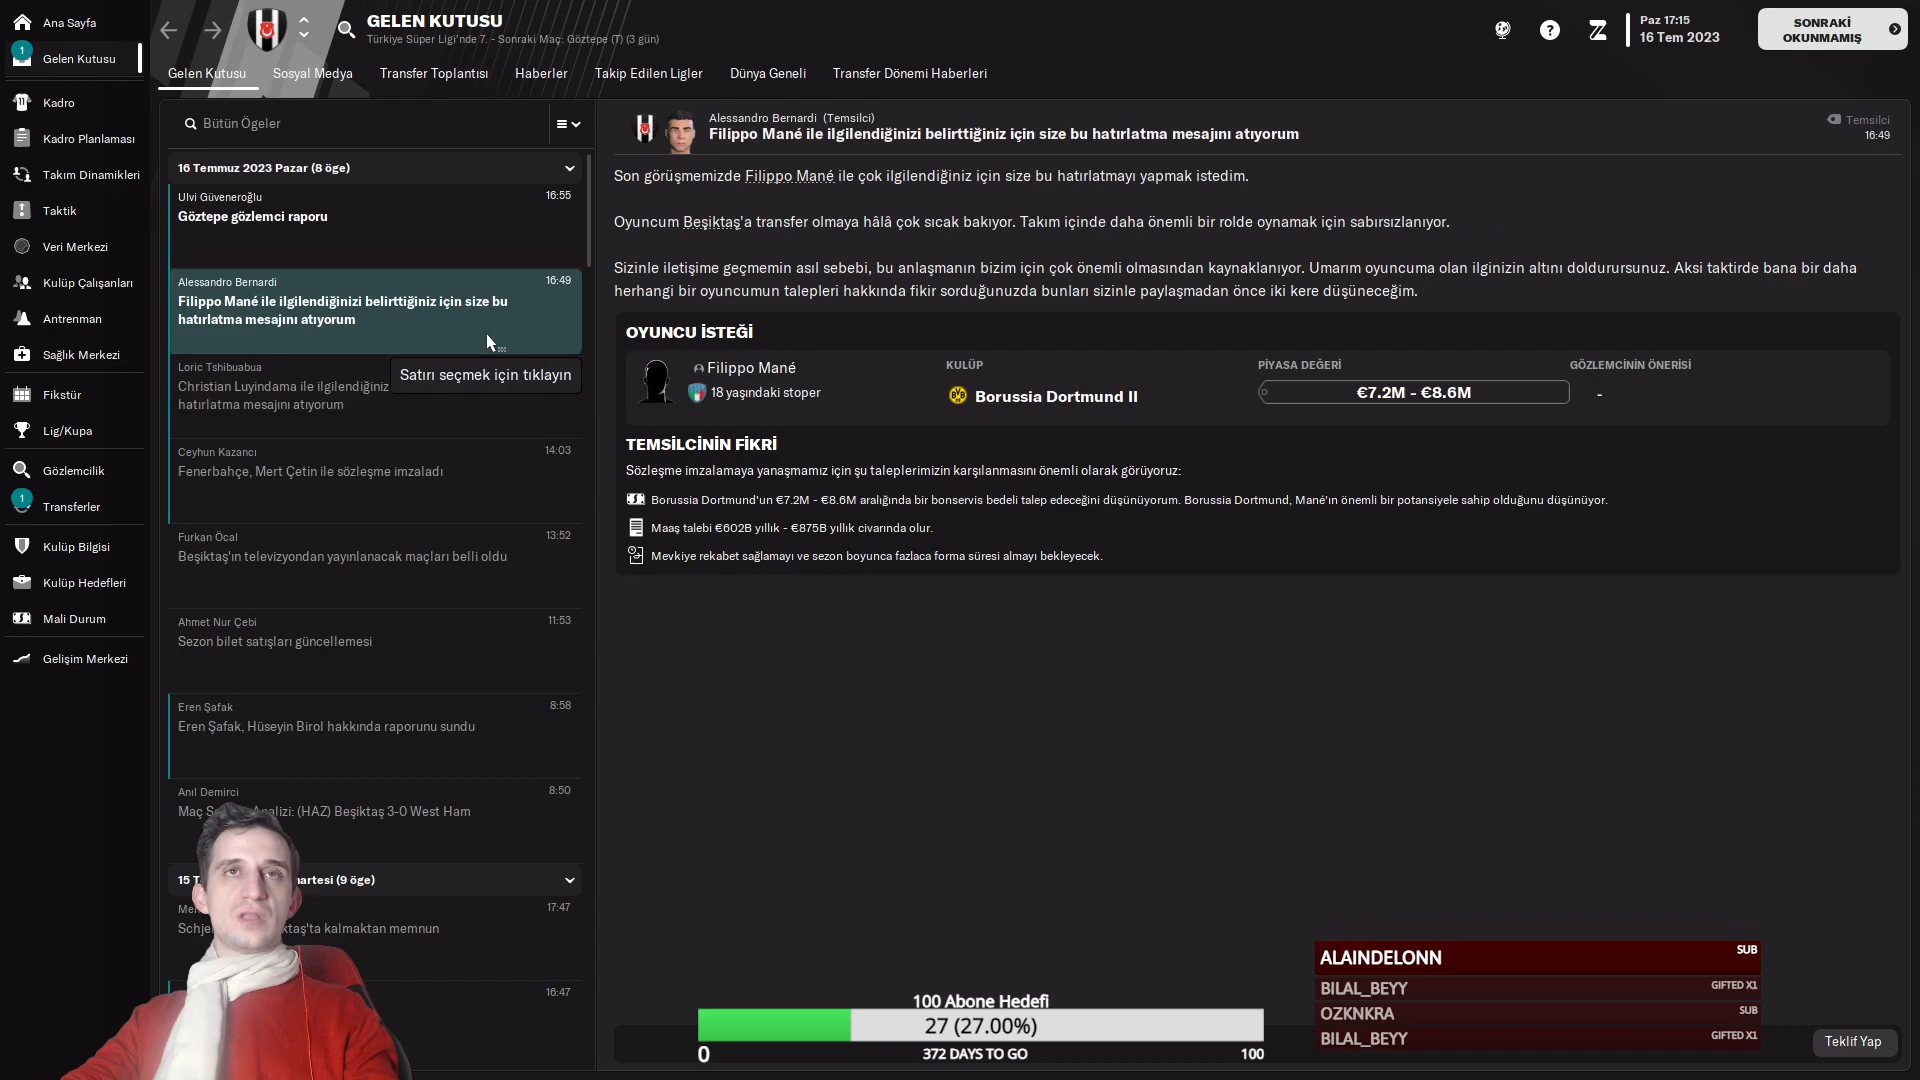 Ana Sayfa
1
Gelen Kutusu
Kadro
Kadro Planlaması
Takım Dinamikleri
Taktik
Veri Merkezi
Kulüp Çalışanları
Antrenman
Sağlık Merkezi
Fikstür
Lig/Kupa
Gözlemcilik
1
Transferler
Kulüp Bilgisi
Kulüp Hedefleri
Mali Durum
Gelişim Merkezi
GELEN KUTUSU
Türkiye Süper Ligi'nde 7. - Sonraki Maç: Göztepe (T) (3 gün)
Paz 17:15
16 Tem 2023
SONRAKİ
OKUNMAMIŞ
Gelen Kutusu
Sosyal Medya
Transfer Toplantısı
Haberler
Takip Edilen Ligler
Dünya Geneli
Transfer Dönemi Haberleri
Bütün Ögeler
16 Temmuz 2023 Pazar (8 öge)
Ulvi Güveneroğlu 16:55
Göztepe gözlemci raporu
Alessandro Bernardi 16:49
Filippo Mané ile ilgilendiğinizi belirttiğiniz için size bu
hatırlatma mesajını atıyorum
Satırı seçmek için tıklayın
Loric Tshibuabua
Christian Luyindama ile ilgilendiğiniz
hatırlatma mesajını atıyorum
Ceyhun Kazancı 14:03
Fenerbahçe, Mert Çetin ile sözleşme imzaladı
Furkan Öcal 13:52
Beşiktaş'ın televizyondan yayınlanacak maçları belli oldu
Ahmet Nur Çebi 11:53
Sezon bilet satışları güncellemesi
Eren Şafak 8:58
Eren Şafak, Hüseyin Birol hakkında raporunu sundu
Anıl Demirci 8:50
Maç S Analizi: (HAZ) Beşiktaş 3-0 West Ham
15 T martesi (9 öge)
Mer 17:47
Schje ktaş'ta kalmaktan memnun
16:47
Alessandro Bernardi (Temsilci)
Filippo Mané ile ilgilendiğinizi belirttiğiniz için size bu hatırlatma mesajını atıyorum
Temsilci
16:49
Son görüşmemizde Filippo Mané ile çok ilgilendiğiniz için size bu hatırlatmayı yapmak istedim.
Oyuncum Beşiktaş'a transfer olmaya hâlâ çok sıcak bakıyor. Takım içinde daha önemli bir rolde oynamak için sabırsızlanıyor.
Sizinle iletişime geçmemin asıl sebebi, bu anlaşmanın bizim için çok önemli olmasından kaynaklanıyor. Umarım oyuncuma olan ilginizin altını doldurursunuz. Aksi taktirde bana bir daha
herhangi bir oyuncumun talepleri hakkında fikir sorduğunuzda bunları sizinle paylaşmadan önce iki kere düşüneceğim.
OYUNCU İSTEĞİ
Filippo Mané
18 yaşındaki stoper
KULÜP
Borussia Dortmund II
PİYASA DEĞERİ
€7.2M - €8.6M
GÖZLEMCİNİN ÖNERİSİ
-
TEMSİLCİNİN FİKRİ
Sözleşme imzalamaya yanaşmamız için şu taleplerimizin karşılanmasını önemli olarak görüyoruz:
Borussia Dortmund'un €7.2M - €8.6M aralığında bir bonservis bedeli talep edeceğini düşünüyorum. Borussia Dortmund, Mané'ın önemli bir potansiyele sahip olduğunu düşünüyor.
Maaş talebi €602B yıllık - €875B yıllık civarında olur.
Mevkiye rekabet sağlamayı ve sezon boyunca fazlaca forma süresi almayı bekleyecek.
100 Abone Hedefi
27 (27.00%)
0 372 DAYS TO GO 100
ALAINDELONN SUB
BILAL_BEYY GIFTED X1
OZKNKRA SUB
BILAL_BEYY GIFTED X1
Teklif Yap